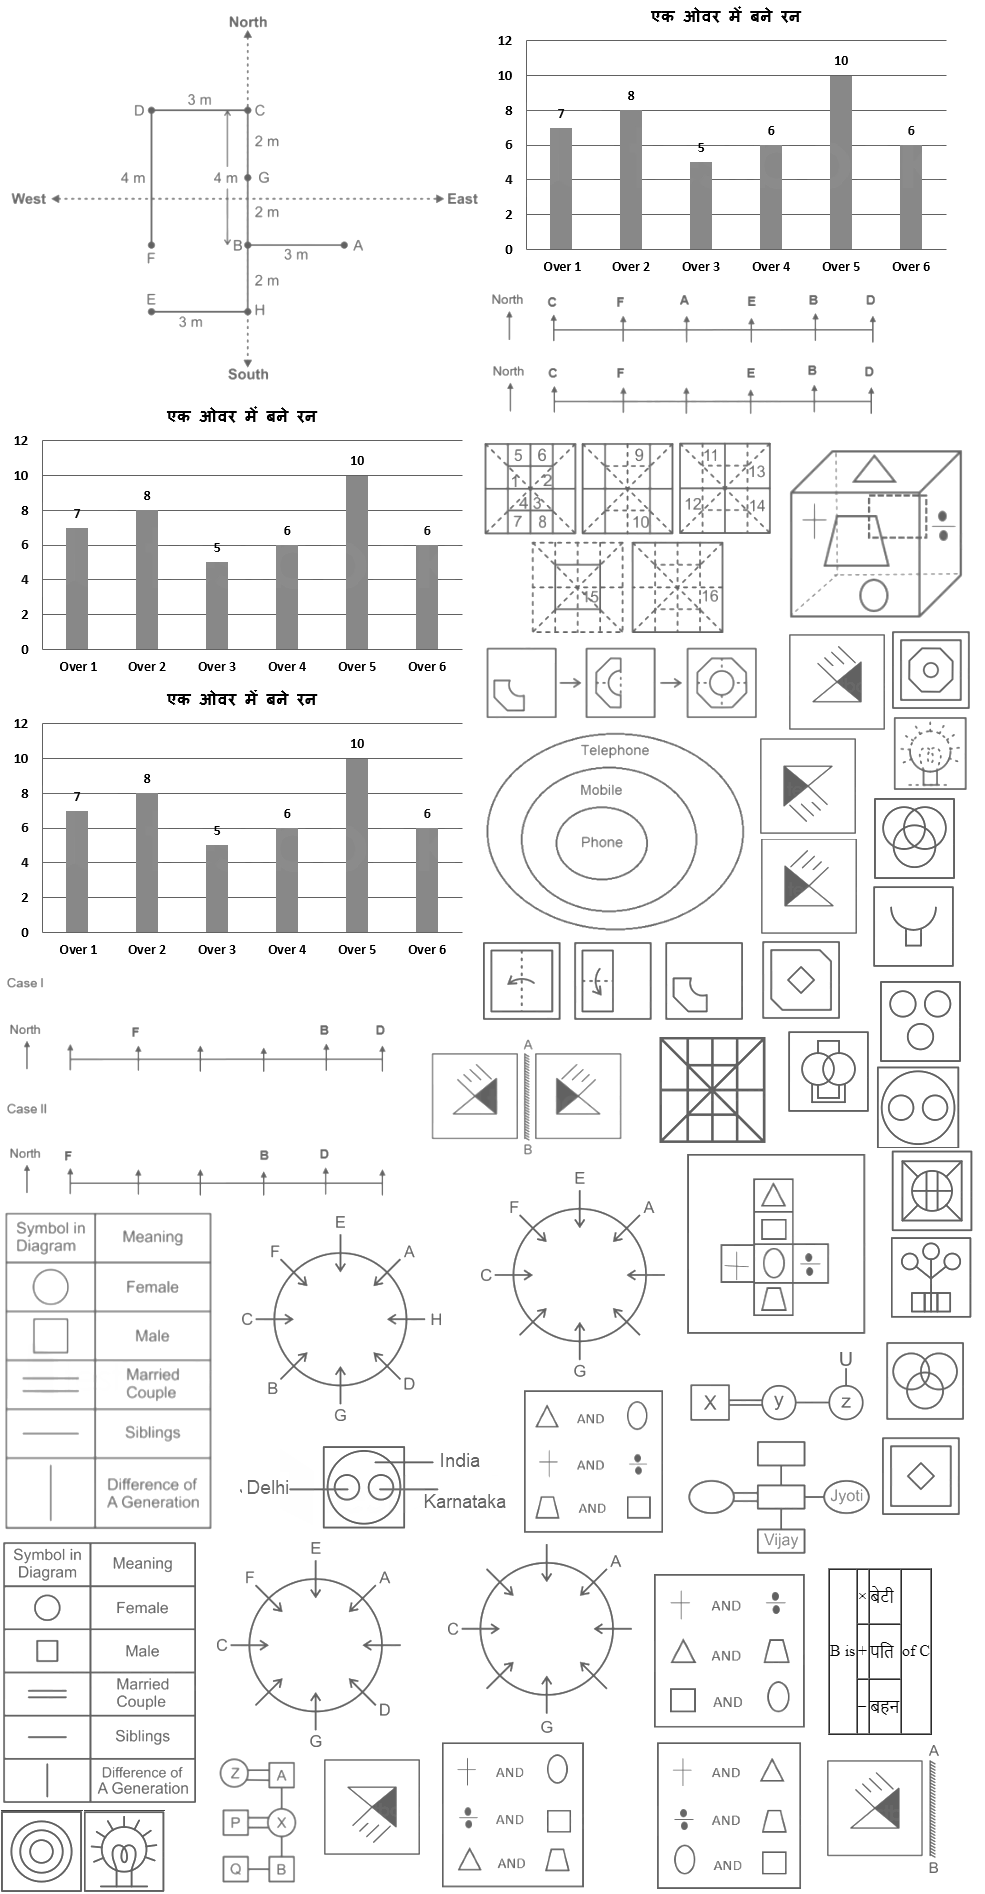 North
D 3 m C
2 m
4 m 4 m G
West East
2 m
B A
F 3 m
2 m
E H
3 m
South
एक ओवर में बने रन
12
10
8
6
4
2
0
7 8 5 6 10 6
Over 1 Over 2 Over 3 Over 4 Over 5 Over 6
North C F A E B D
North C F E B D
एक ओवर में बने रन
12
10
8
6
4
2
0
7 8 5 6 10 6
Over 1 Over 2 Over 3 Over 4 Over 5 Over 6
5 6
1 2
4 3
7 8
9
10
11
13
12 14
15
16
+ ÷
एक ओवर में बने रन
12
10
8
6
4
2
0
7 8 5 6 10 6
Over 1 Over 2 Over 3 Over 4 Over 5 Over 6
Telephone
Mobile
Phone
Case I
North F B D
Case II
North F B D
A
B
Symbol in Diagram Meaning
Female
Male
Married Couple
Siblings
Difference of A Generation
E
F A
C H
B D
G
E
F A
C
G
+ ÷
Delhi India
Karnataka
AND
+ AND ÷
AND
U
X y z
Jyoti
Vijay
Symbol in Diagram Meaning
Female
Male
Married Couple
Siblings
Difference of A Generation
E
F A
C
D
G
A
C
G
+ AND ÷
AND
AND
× बेटी
B is + पति of C
− बहन
Z A
P X
Q B
+ AND
÷ AND
AND
+ AND
÷ AND
AND
A
B